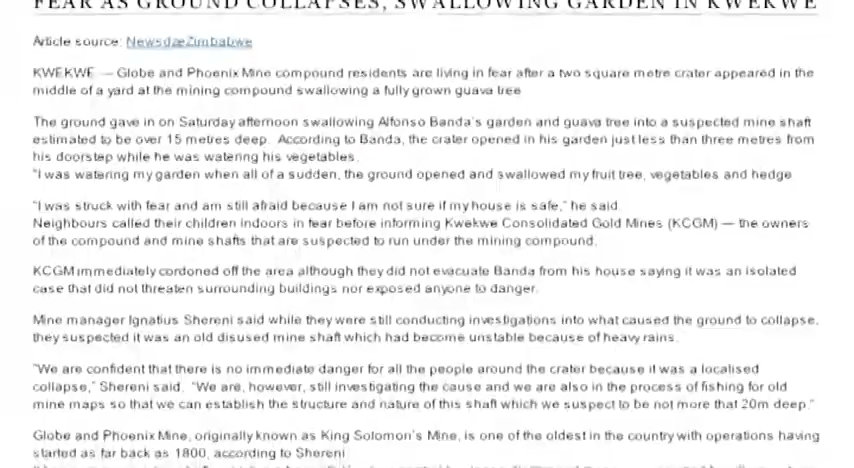 FEAR AS GROUND COLLAPSES, SWALLOWING GARDEN IN KWEKWE
Article source: NewsdzeZimbabwe
KWEKWE — Globe and Phoenix Mine compound residents are living in fear after a two square metre crater appeared in the
middle of a yard at the mining compound swallowing a fully grown guava tree
The ground gave in on Saturday afternoon swallowing Alfonso Banda's garden and guava tree into a suspected mine shaft
estimated to be over 15 metres deep. According to Banda, the crater opened in his garden just less than three metres from
his doorstep while he was watering his vegetables.
"I was watering my garden when all of a sudden, the ground opened and swallowed my fruit tree, vegetables and hedge
"I was struck with fear and am still afraid because I am not sure if my house is safe," he said.
Neighbours called their children indoors in fear before informing Kwekwe Consolidated Gold Mines (KCGM) — the owners
of the compound and mine shafts that are suspected to run under the mining compound.
KCGM immediately cordoned off the area although they did not evacuate Banda from his house saying it was an isolated
case that did not threaten surrounding buildings nor exposed anyone to danger.
Mine manager Ignatius Shereni said while they were still conducting investigations into what caused the ground to collapse,
they suspected it was an old disused mine shaft which had become unstable because of heavy rains.
"We are confident that there is no immediate danger for all the people around the crater because it was a localised
collapse," Shereni said. "We are, however, still investigating the cause and we are also in the process of fishing for old
mine maps so that we can establish the structure and nature of this shaft which we suspect to be not more that 20m deep."
Globe and Phoenix Mine, originally known as King Solomon's Mine, is one of the oldest in the country with operations having
started as far back as 1800, according to Shereni